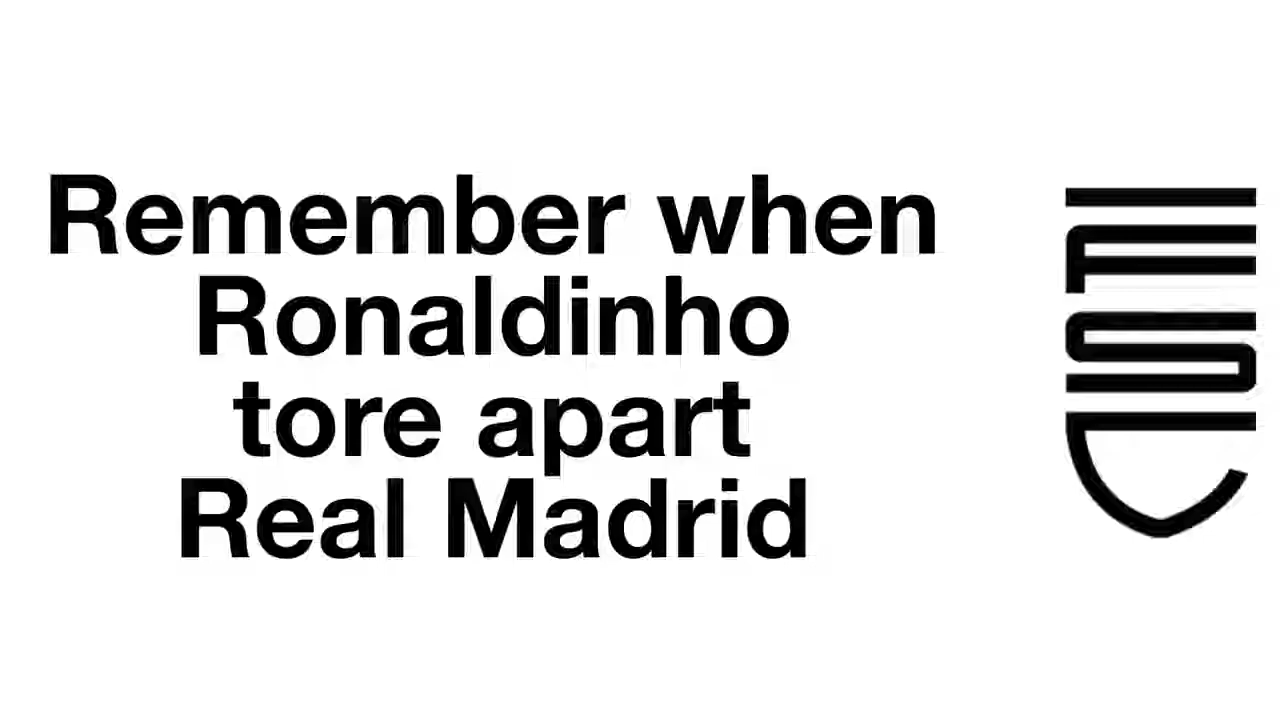 Remember when
Ronaldinho
tore apart
Real Madrid